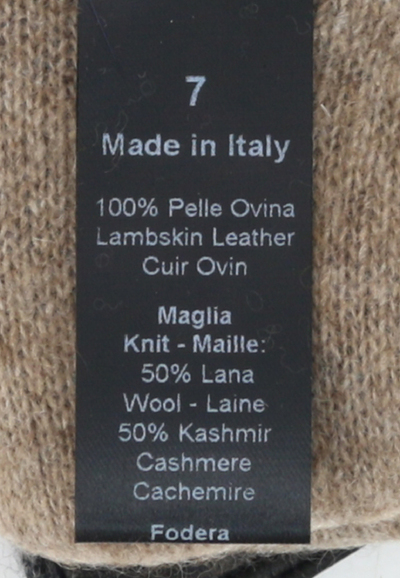 7
Made in Italy
100% Pelle Ovina
Lambskin Leather
Cuir Ovin
Maglia
Knit - Maille:
50% Lana
Wool - Laine
50% Kashmir
Cashmere
Cachemire
Fodera